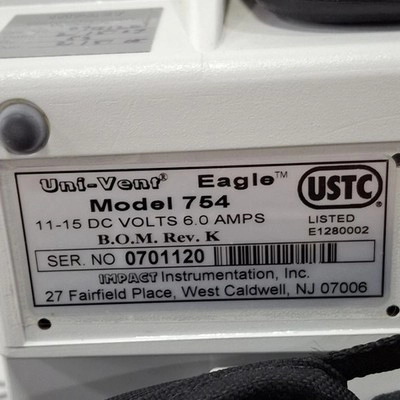 Uni-Vent® Eagle™
Model 754
11-15 DC VOLTS 6.0 AMPS
B.O.M. Rev. K
SER. NO 0701120
IMPACT Instrumentation, Inc.
27 Fairfield Place, West Caldwell, NJ 07006
USTC®
LISTED
E1280002